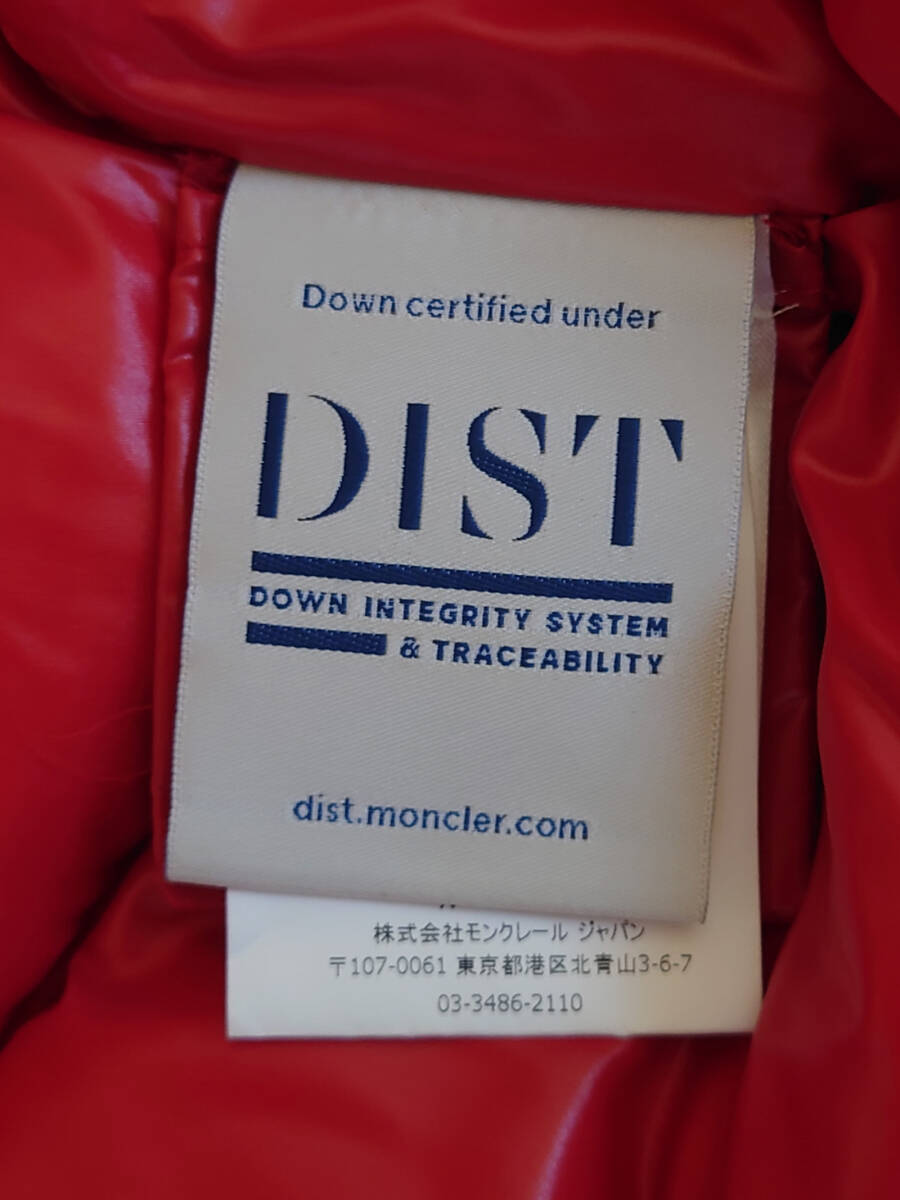 Down certified under
DIST
DOWN INTEGRITY SYSTEM
& TRACEABILITY
dist.moncler.com
株式会社モンクレール ジャパン
〒107-0061 東京都港区北青山3-6-7
03-3486-2110